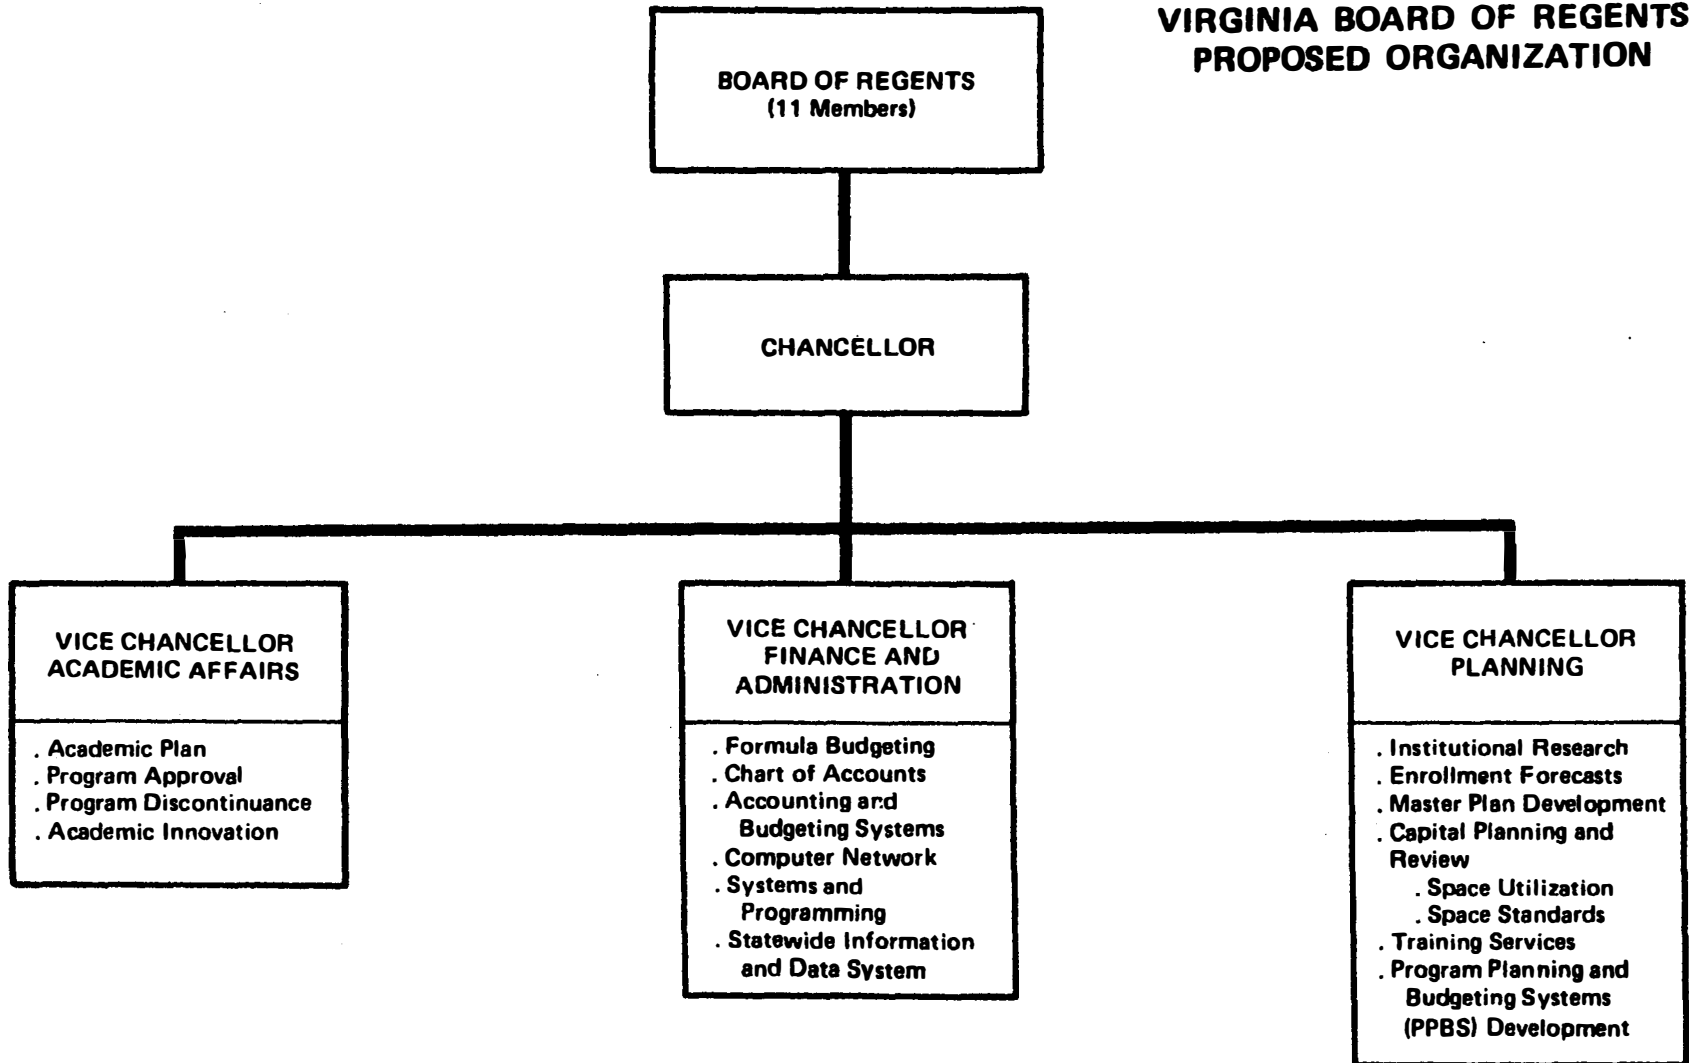 VIRGINIA BOARD OF REGENTS
PROPOSED ORGANIZATION
BOARD OF REGENTS
(11 Members)
CHANCELLOR
VICE CHANCELLOR
ACADEMIC AFFAIRS
. Academic Plan
. Program Approval
. Program Discontinuance
. Academic Innovation
VICE CHANCELLOR
FINANCE AND
ADMINISTRATION
. Formula Budgeting
. Chart of Accounts
. Accounting and
Budgeting Systems
. Computer Network
. Systems and
Programming
. Statewide Information
and Data System
VICE CHANCELLOR
PLANNING
. Institutional Research
. Enrollment Forecasts
. Master Plan Development
. Capital Planning and
Review
. Space Utilization
. Space Standards
. Training Services
. Program Planning and
Budgeting Systems
(PPBS) Development